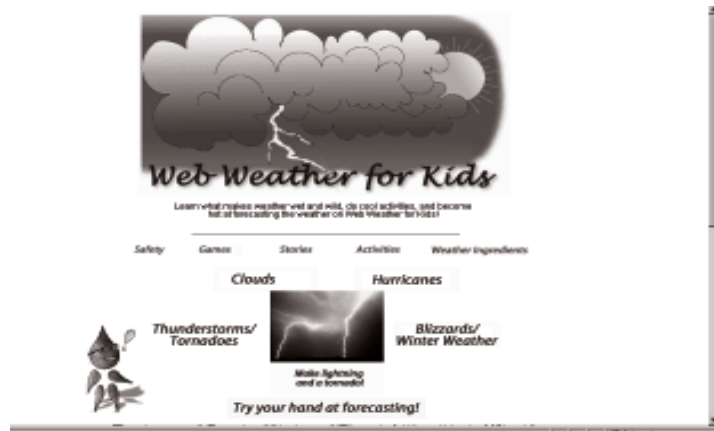 Web Weather for Kids
Learn what makes weather wet and wild, do cool activities, and become
hot at forecasting the weather on Web Weather for Kids!
Safety Games Stories Activities Weather Ingredients
Clouds Hurricanes
Thunderstorms/ Blizzards/
Tornadoes Winter Weather
Make lightning
and a tornado!
Try your hand at forecasting!